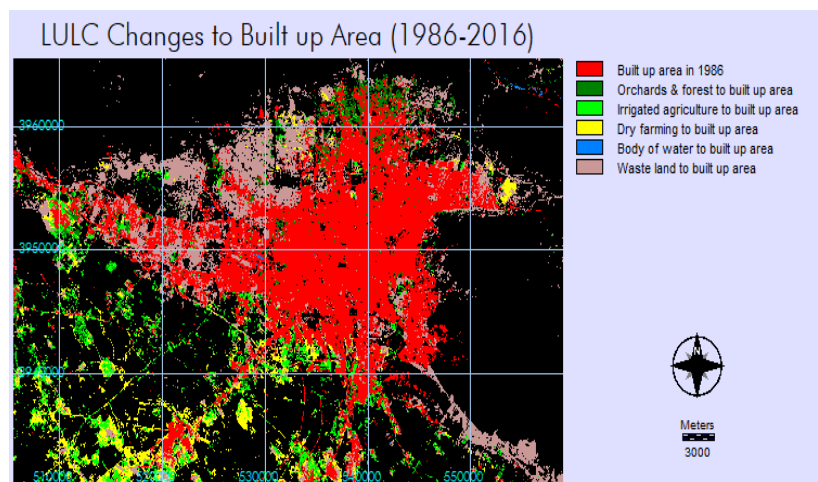 LULC Changes to Built up Area (1986-2016)
Built up area in 1986
Orchards & forest to built up area
Irrigated agriculture to built up area
Dry farming to built up area
Body of water to built up area
Waste land to built up area
3960000
3950000
3940000
510000
530000
550000
N
Meters
3000